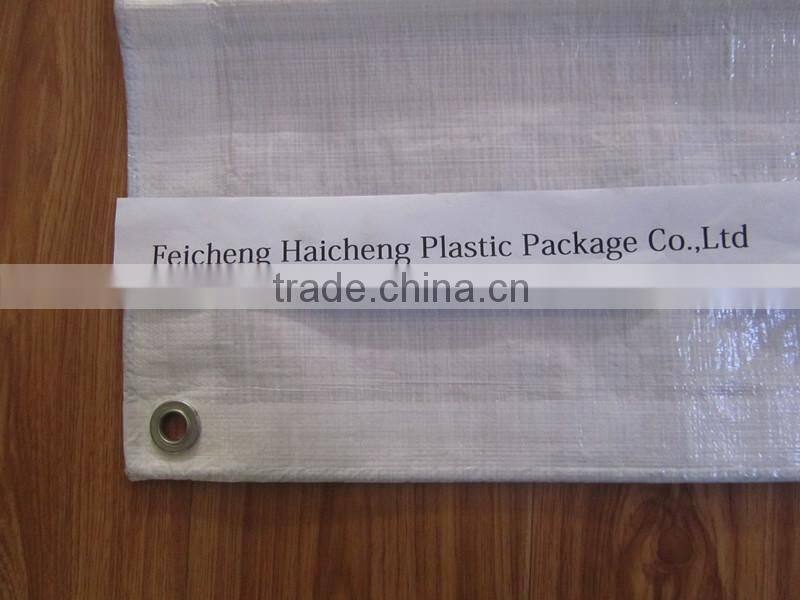 Feicheng Haicheng Plastic Package Co.,Ltd
trade.china.cn